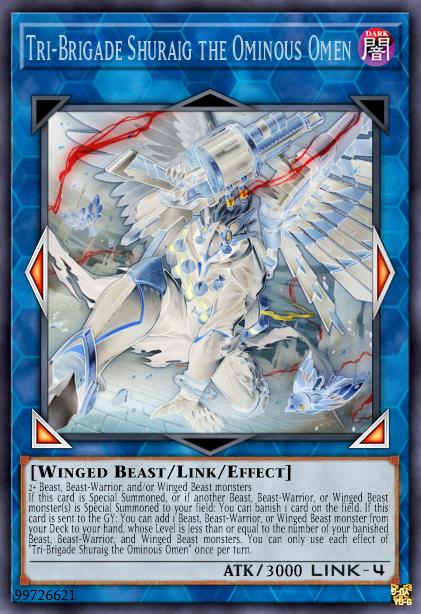 Tri-Brigade Shuraig the Ominous Omen
DARK
闇
[Winged Beast/Link/Effect]
2+ Beast, Beast-Warrior, and/or Winged Beast monsters
If this card is Special Summoned, or if another Beast, Beast-Warrior, or Winged Beast
monster(s) is Special Summoned to your field: You can banish 1 card on the field. If this
card is sent to the GY: You can add 1 Beast, Beast-Warrior, or Winged Beast monster from
your Deck to your hand, whose Level is less than or equal to the number of your banished
Beast, Beast-Warrior, and Winged Beast monsters. You can only use each effect of
"Tri-Brigade Shuraig the Ominous Omen" once per turn.
ATK/3000 LINK-4
99726621